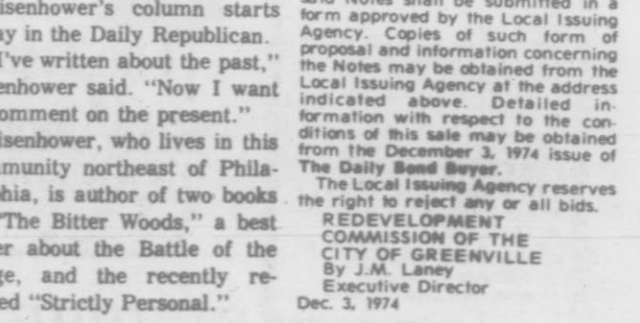 isenhower's column starts
ay in the Daily Republican.
I've written about the past,"
enhower said. "Now I want
omment on the present."
isenhower, who lives in this
munity northeast of Phila-
phia, is author of two books
"The Bitter Woods," a best
er about the Battle of the
ge, and the recently re-
ed "Strictly Personal."
said Notes shall be submitted in a
form approved by the Local Issuing
Agency. Copies of such form of
proposal and information concerning
the Notes may be obtained from the
Local Issuing Agency at the address
indicated above. Detailed in-
formation with respect to the con-
ditions of this sale may be obtained
from the December 3, 1974 issue of
The Daily Bond Buyer.
The Local Issuing Agency reserves
the right to reject any or all bids.
REDEVELOPMENT
COMMISSION OF THE
CITY OF GREENVILLE
By J.M. Laney
Executive Director
Dec. 3, 1974